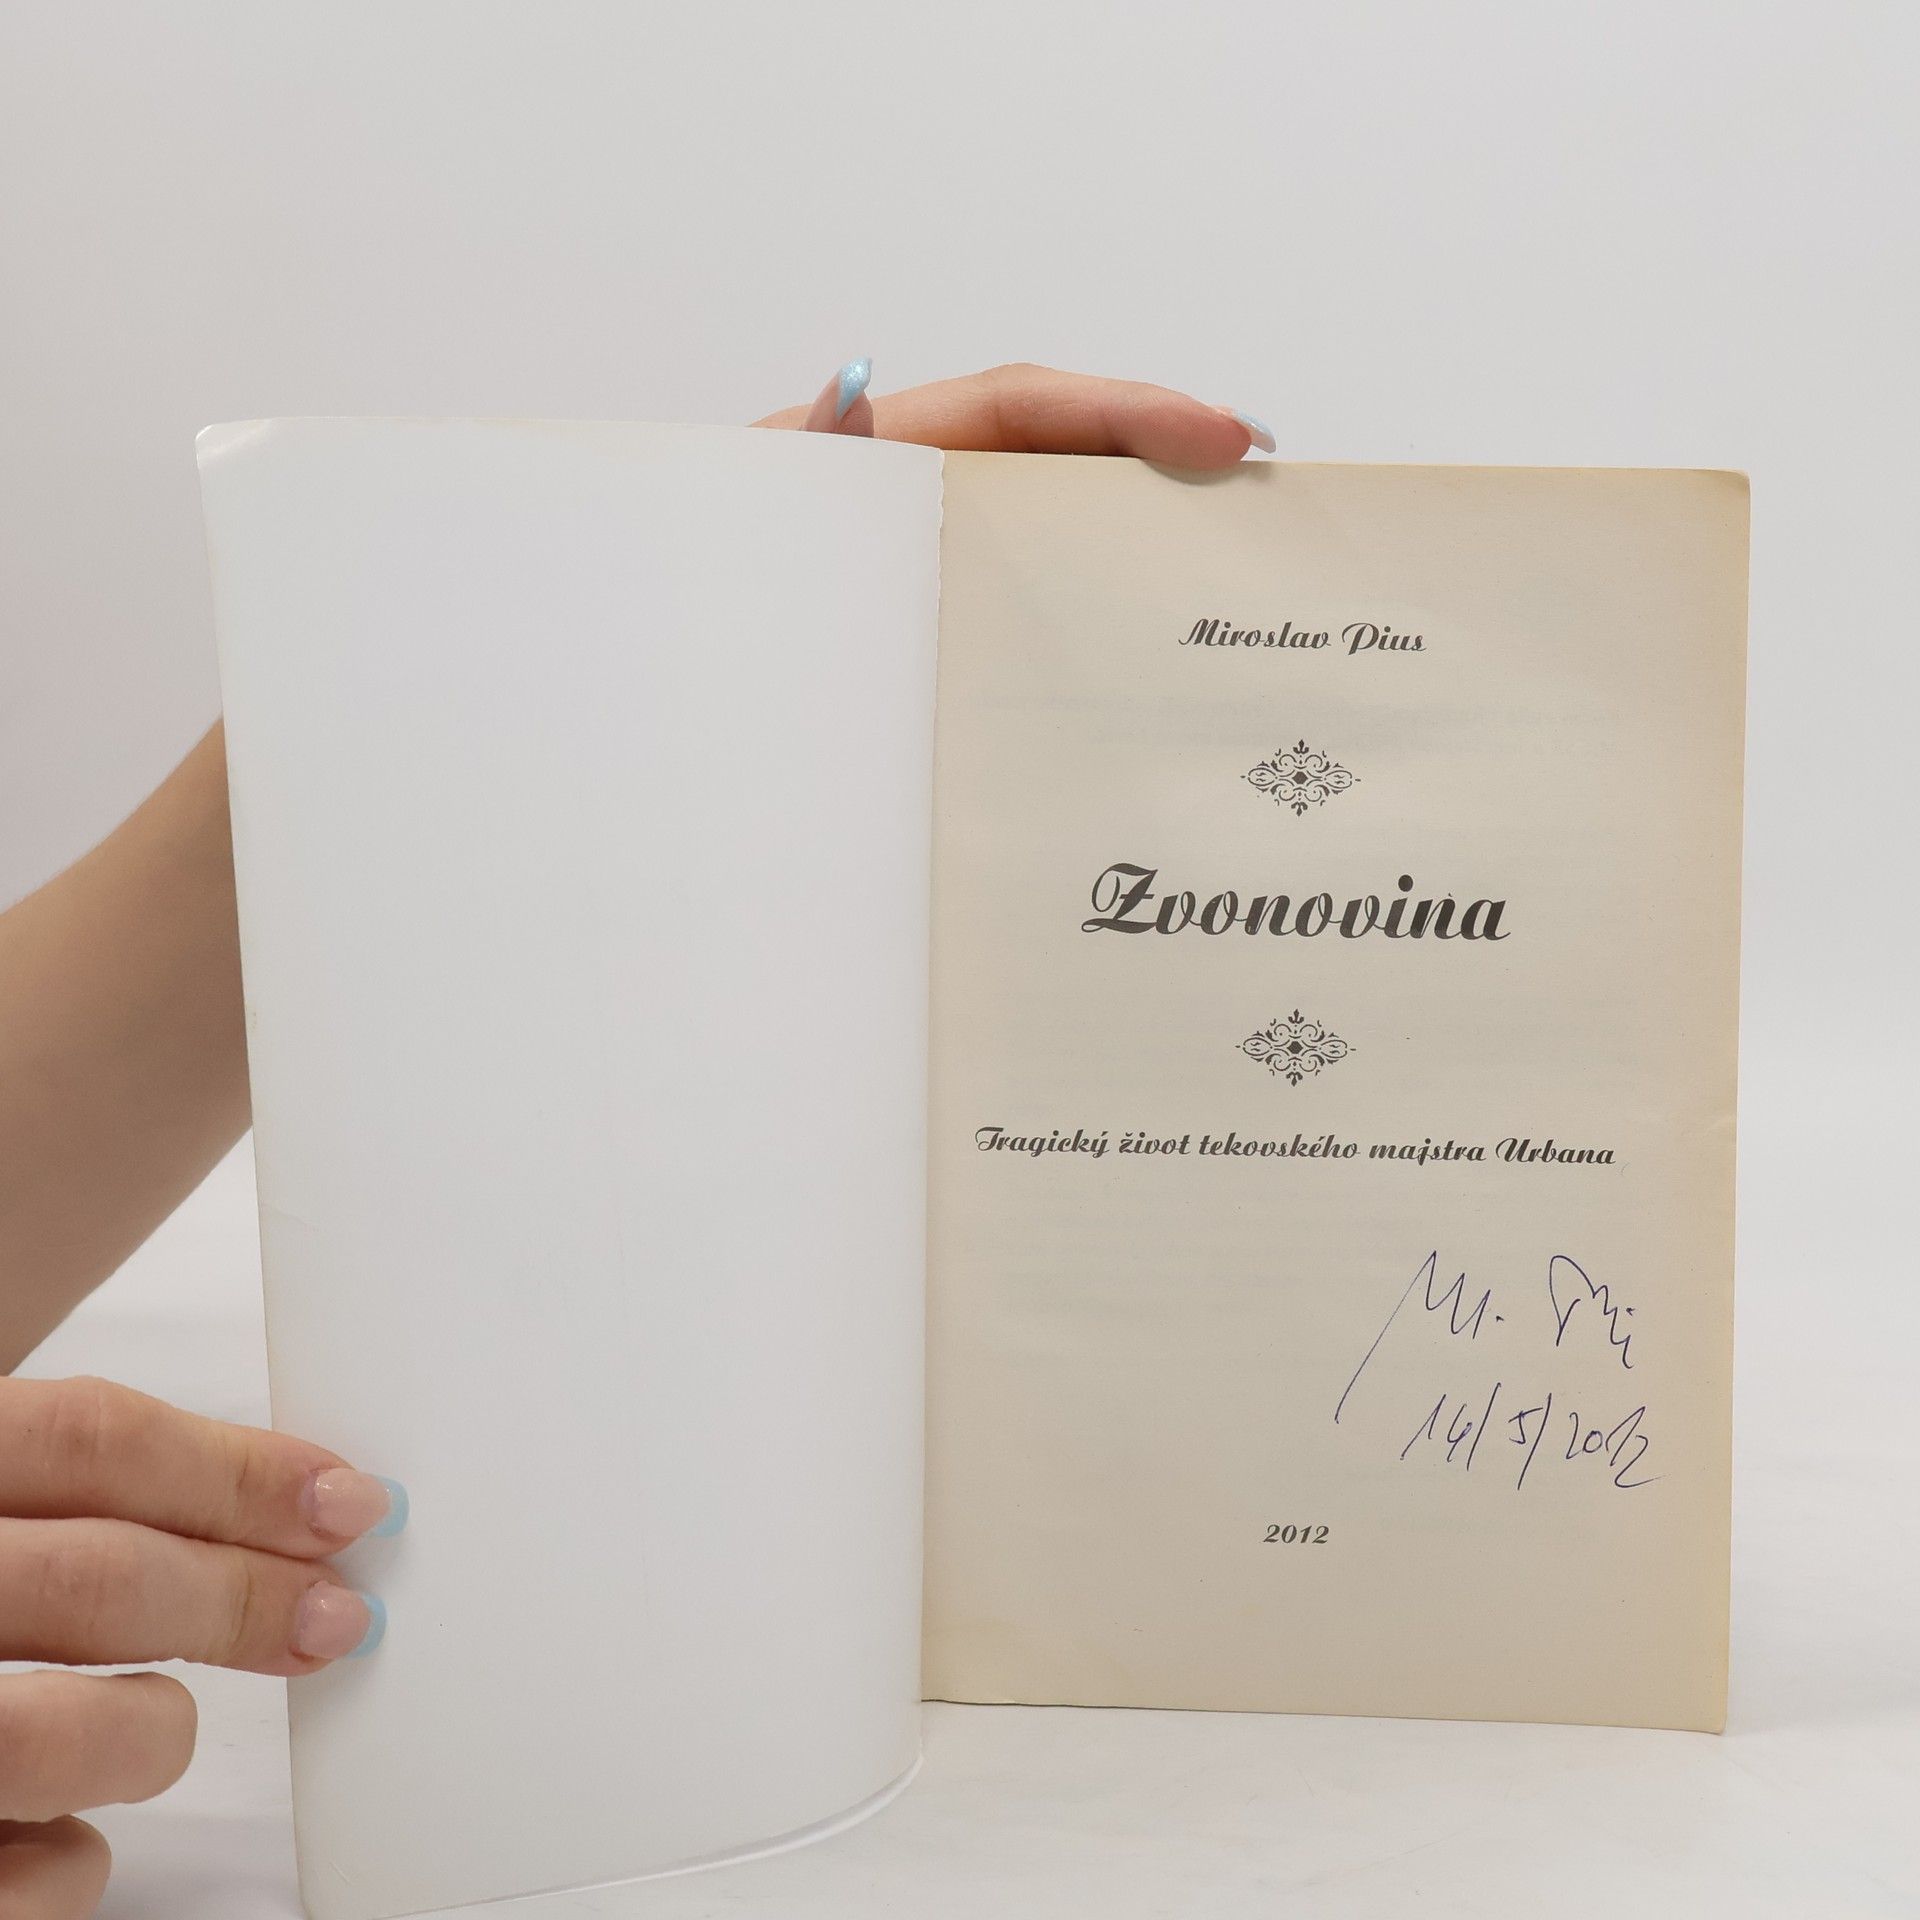 Miroslav Pius
Zvonovina
Tragický život tekovského majstra Urbana
14/5/2012
2012